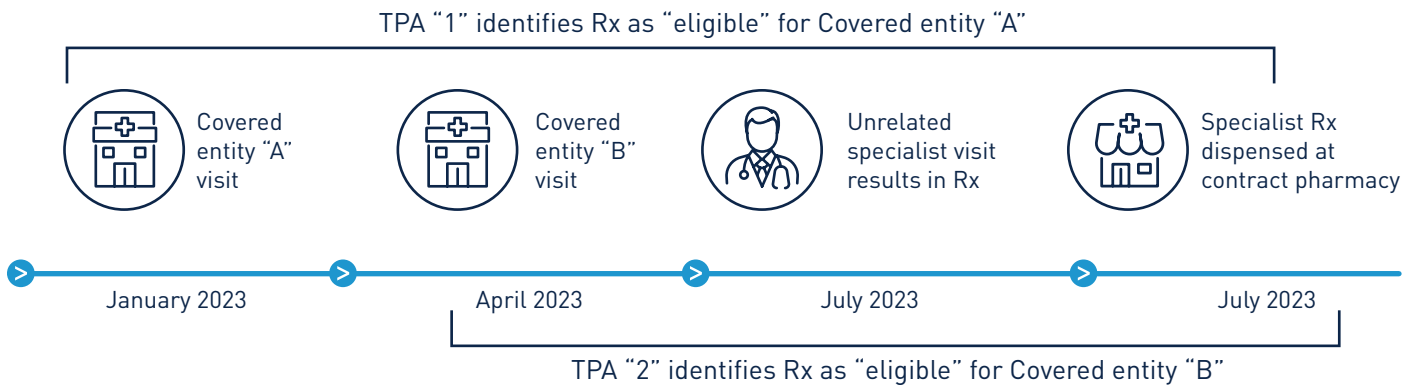 TPA “1” identifies Rx as “eligible” for Covered entity “A”
Covered
entity “A”
visit
Covered
entity “B”
visit
Unrelated
specialist visit
results in Rx
Specialist Rx
dispensed at
contract pharmacy
January 2023
April 2023
July 2023
July 2023
TPA “2” identifies Rx as “eligible” for Covered entity “B”